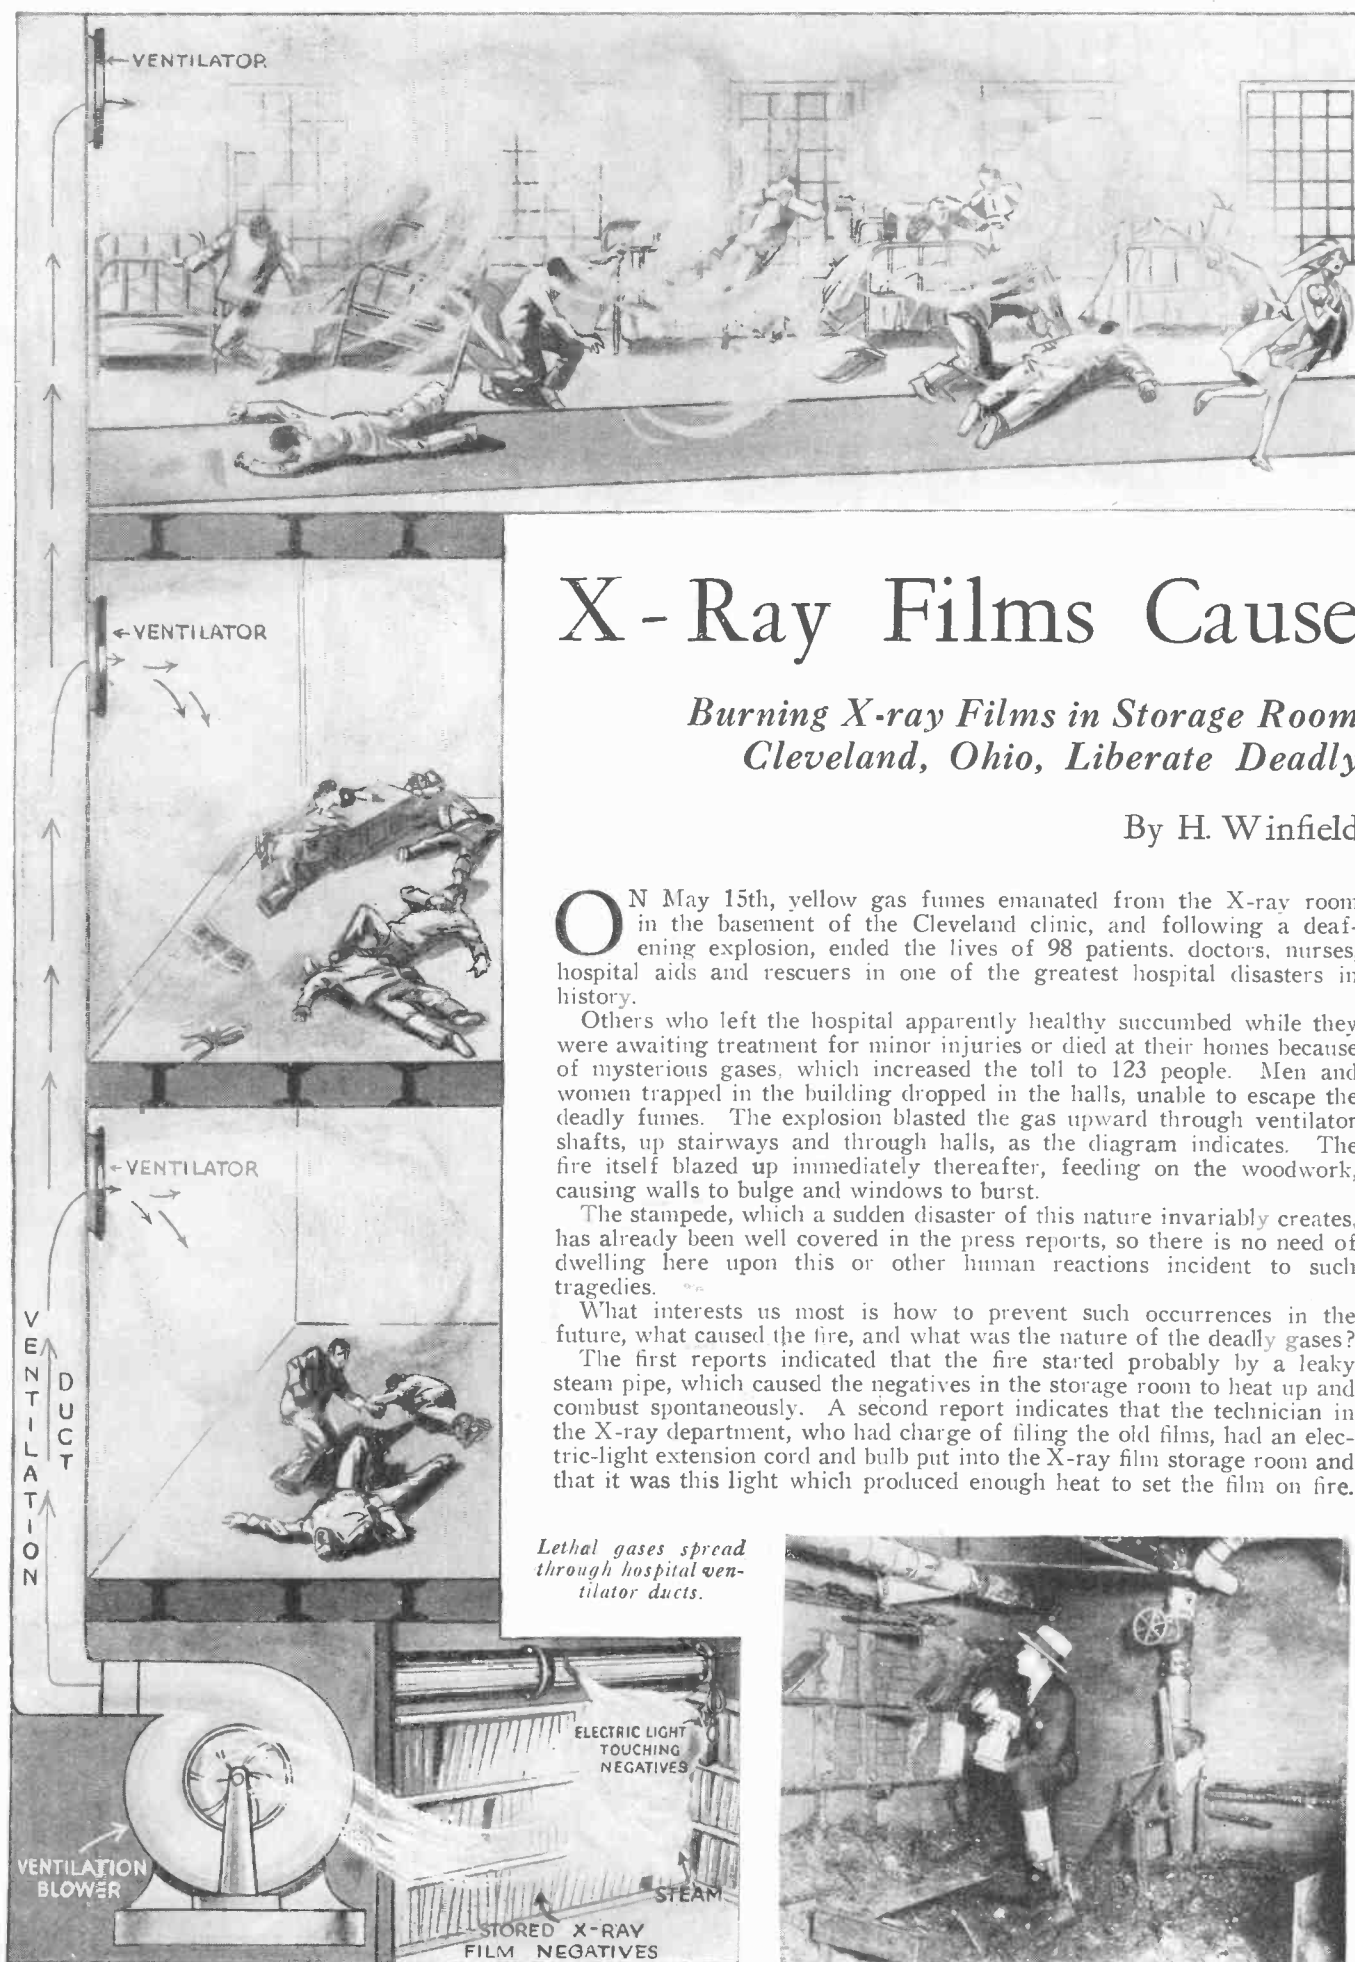 ←VENTILATOR
X-Ray Films Cause
←VENTILATOR
Burning X-ray Films in Storage Room
Cleveland, Ohio, Liberate Deadly
By H. Winfield
ON May 15th, yellow gas fumes emanated from the X-ray room
in the basement of the Cleveland clinic, and following a deaf-
ening explosion, ended the lives of 98 patients. doctors, nurses,
hospital aids and rescuers in one of the greatest hospital disasters in
history.
Others who left the hospital apparently healthy succumbed while they
were awaiting treatment for minor injuries or died at their homes because
of mysterious gases, which increased the toll to 123 people. Men and
women trapped in the building dropped in the halls, unable to escape the
deadly fumes. The explosion blasted the gas upward through ventilator
shafts, up stairways and through halls, as the diagram indicates. The
fire itself blazed up immediately thereafter, feeding on the woodwork,
causing walls to bulge and windows to burst.
The stampede, which a sudden disaster of this nature invariably creates,
has already been well covered in the press reports, so there is no need of
dwelling here upon this or other human reactions incident to such
tragedies.
What interests us most is how to prevent such occurrences in the
future, what caused the fire, and what was the nature of the deadly gases?
The first reports indicated that the fire started probably by a leaky
steam pipe, which caused the negatives in the storage room to heat up and
combust spontaneously. A second report indicates that the technician in
the X-ray department, who had charge of filing the old films, had an elec-
tric-light extension cord and bulb put into the X-ray film storage room and
that it was this light which produced enough heat to set the film on fire.
←VENTILATOR
VENTILATION
DUCT
Lethal gases spread
through hospital ven-
tilator ducts.
ELECTRIC LIGHT
TOUCHING
NEGATIVES
VENTILATION
BLOWER
STEAM
STORED X-RAY
FILM NEGATIVES